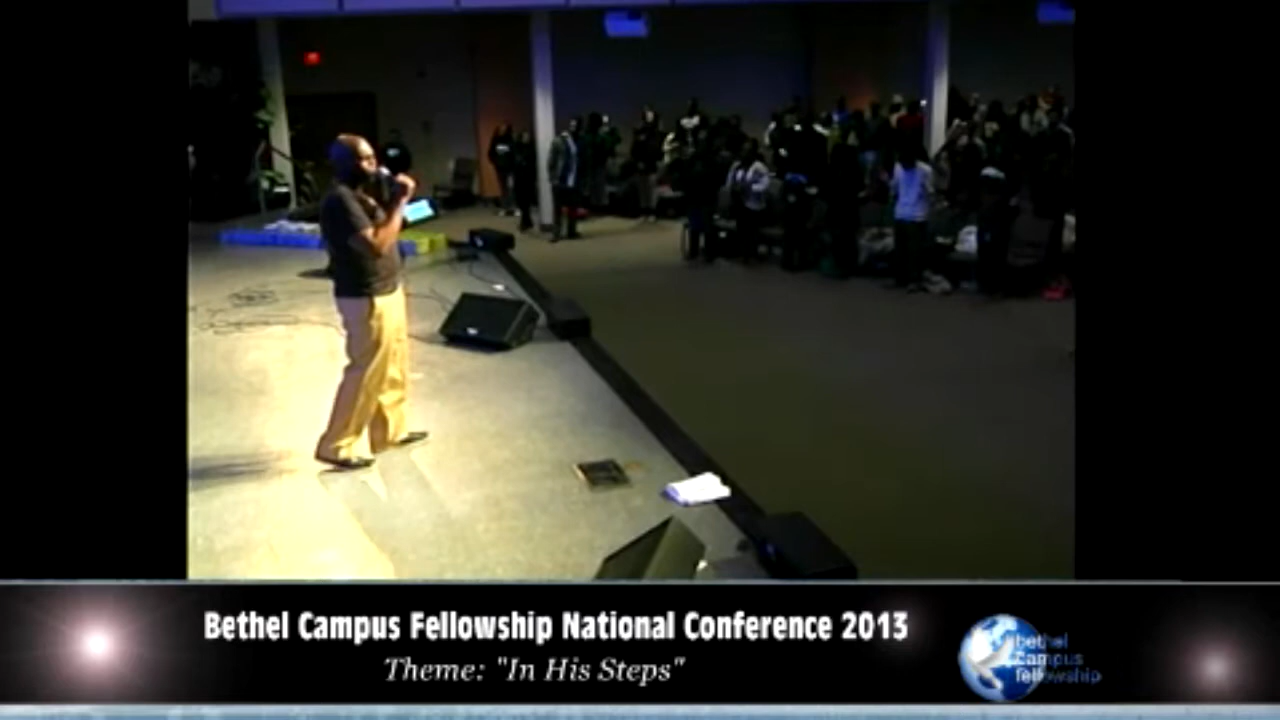 Bethel Campus Fellowship National Conference 2013
Theme: "In His Steps"
bethel
Campus
fellowship